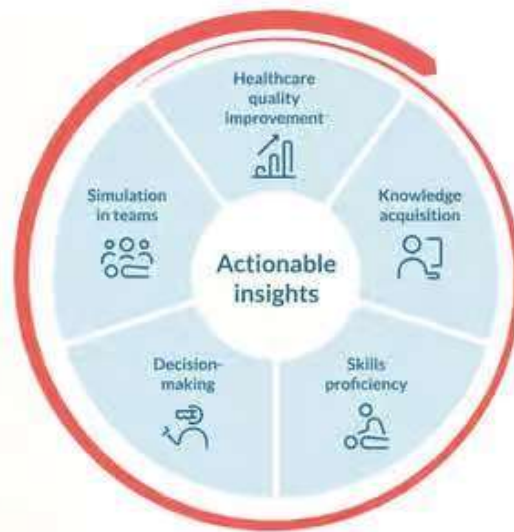 Healthcare
quality
improvement
Knowledge
acquisition
Skills
proficiency
Decision-
making
Simulation
in teams
Actionable
insights